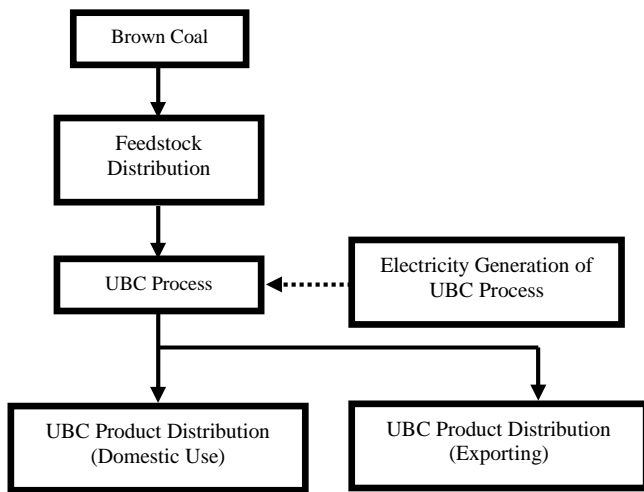 Brown Coal
Feedstock
Distribution
UBC Process
Electricity Generation of
UBC Process
UBC Product Distribution
(Domestic Use)
UBC Product Distribution
(Exporting)